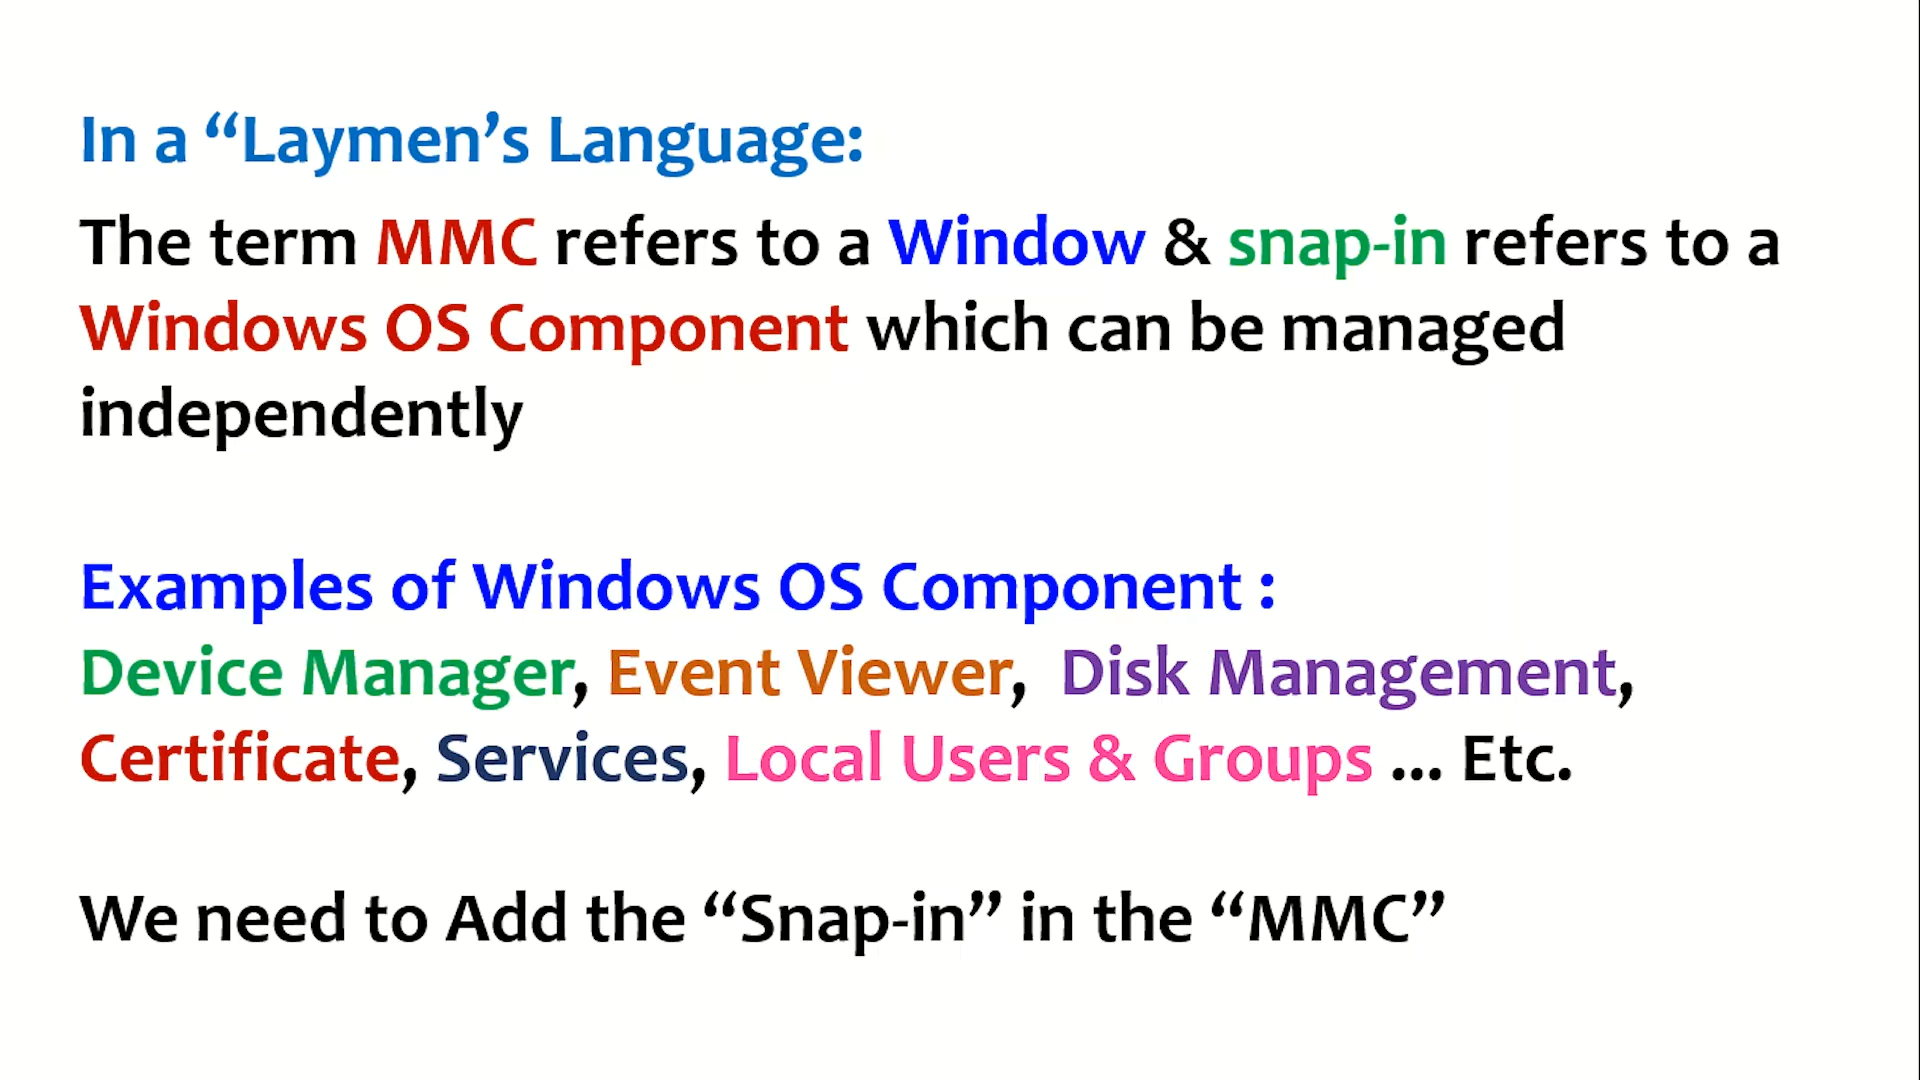 In a “Laymen’s Language:
The term MMC refers to a Window & snap-in refers to a
Windows OS Component which can be managed
independently
Examples of Windows OS Component :
Device Manager, Event Viewer,  Disk Management,
Certificate, Services, Local Users & Groups ... Etc.
We need to Add the “Snap-in” in the “MMC”